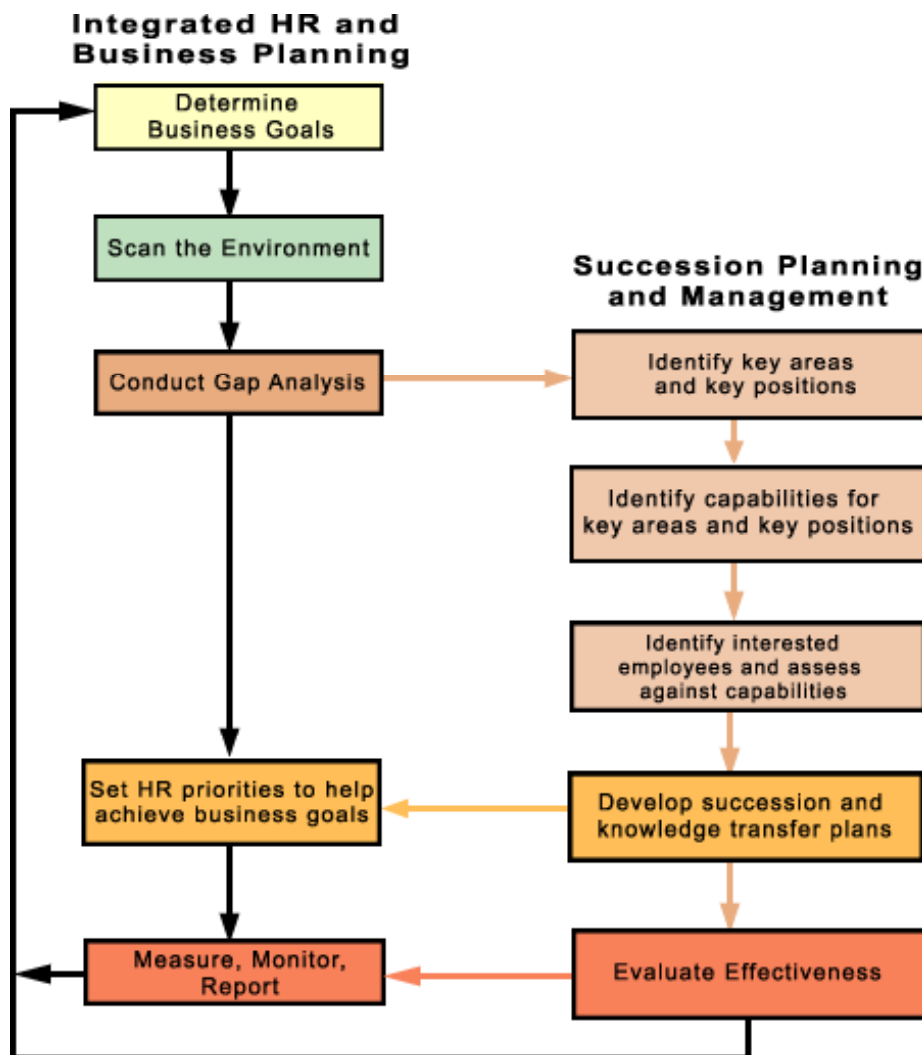 Integrated HR and
Business Planning
Determine
Business Goals
Scan the Environment
Conduct Gap Analysis
Set HR priorities to help
achieve business goals
Measure, Monitor,
Report
Succession Planning
and Management
Identify key areas
and key positions
Identify capabilities for
key areas and key positions
Identify interested
employees and assess
against capabilities
Develop succession and
knowledge transfer plans
Evaluate Effectiveness